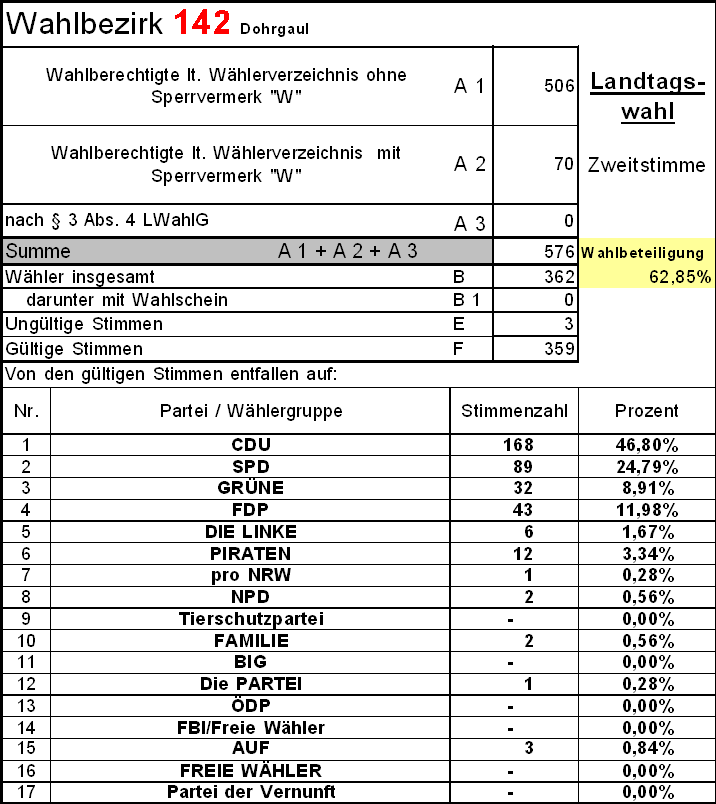 Wahlbezirk 142 Dohrgaul
Wahlberechtigte lt. Wählerverzeichnis ohne
Sperrvermerk "W" A 1 506
Landtags-
wahl
Wahlberechtigte lt. Wählerverzeichnis mit
Sperrvermerk "W" A 2 70
Zweitstimme
nach § 3 Abs. 4 LWahlG A 3 0
Summe A 1 + A 2 + A 3 576 Wahlbeteiligung
Wähler insgesamt B 362 62,85%
darunter mit Wahlschein B 1 0
Ungültige Stimmen E 3
Gültige Stimmen F 359
Von den gültigen Stimmen entfallen auf:
Nr. Partei / Wählergruppe Stimmenzahl Prozent
1 CDU 168 46,80%
2 SPD 89 24,79%
3 GRÜNE 32 8,91%
4 FDP 43 11,98%
5 DIE LINKE 6 1,67%
6 PIRATEN 12 3,34%
7 pro NRW 1 0,28%
8 NPD 2 0,56%
9 Tierschutzpartei - 0,00%
10 FAMILIE 2 0,56%
11 BIG - 0,00%
12 Die PARTEI 1 0,28%
13 ÖDP - 0,00%
14 FBI/Freie Wähler - 0,00%
15 AUF 3 0,84%
16 FREIE WÄHLER - 0,00%
17 Partei der Vernunft - 0,00%